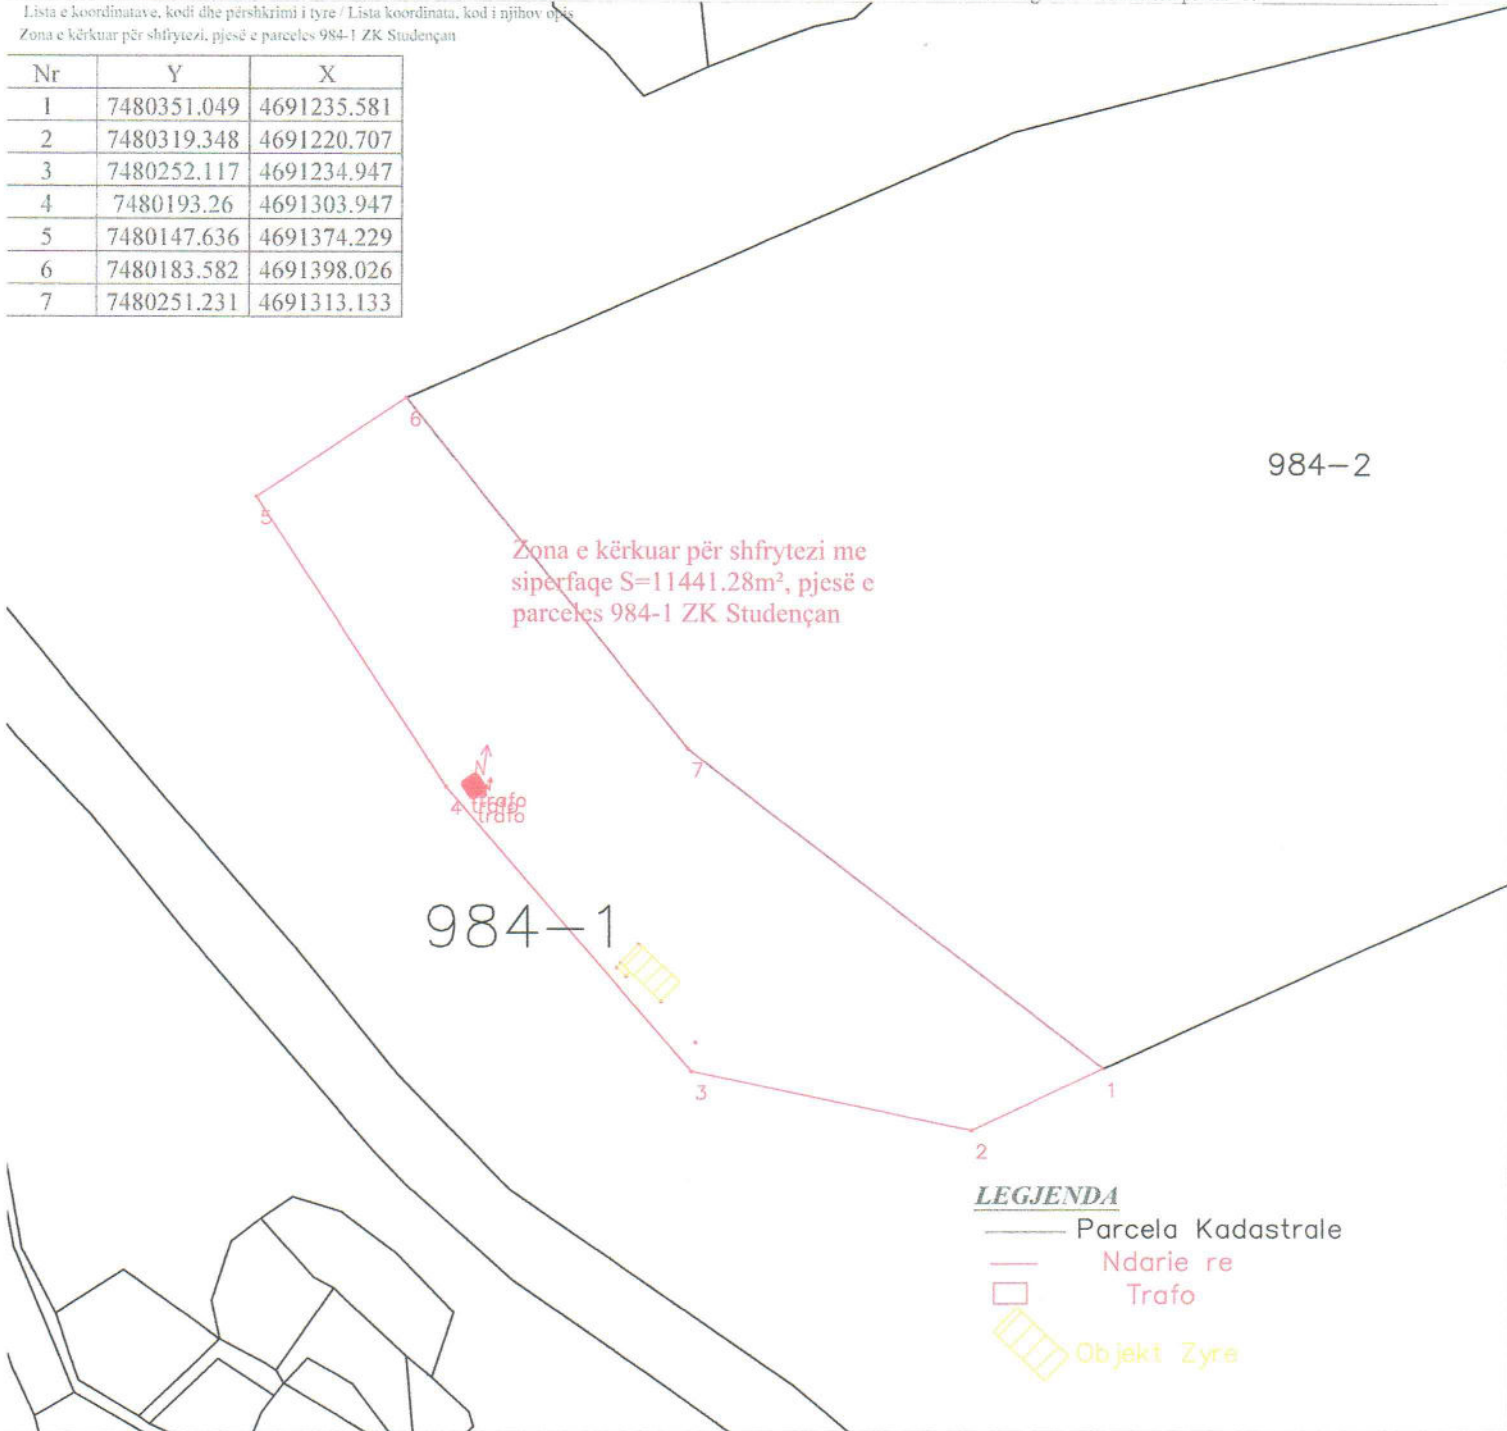 Lista e koordinatave, kodi dhe përshkrimi i tyre / Lista koordinata, kod i njihov opis
Zona e kërkuar për shfrytezi, pjesë e parceles 984-1 ZK Studençan
Nr Y X
1 7480351.049 4691235.581
2 7480319.348 4691220.707
3 7480252.117 4691234.947
4 7480193.26 4691303.947
5 7480147.636 4691374.229
6 7480183.582 4691398.026
7 7480251.231 4691313.133
6
984-2
5
Zona e kërkuar për shfrytezi me
siperfaqe S=11441.28m², pjesë e
parceles 984-1 ZK Studençan
7
N
4 trafo
trafo
trafo
984-1
3
1
2
LEGJENDA
Parcela Kadastrale
Ndarie re
Trafo
Objekt Zyre